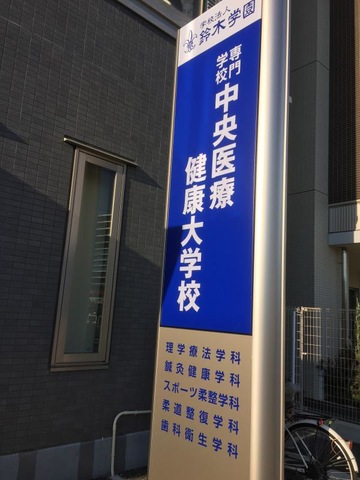 学校法人
鈴木学園
専門学校
中央医療
健康大学校
理学療法学科
鍼灸健康学科
スポーツ柔整学科
柔道整復学科
歯科衛生学科